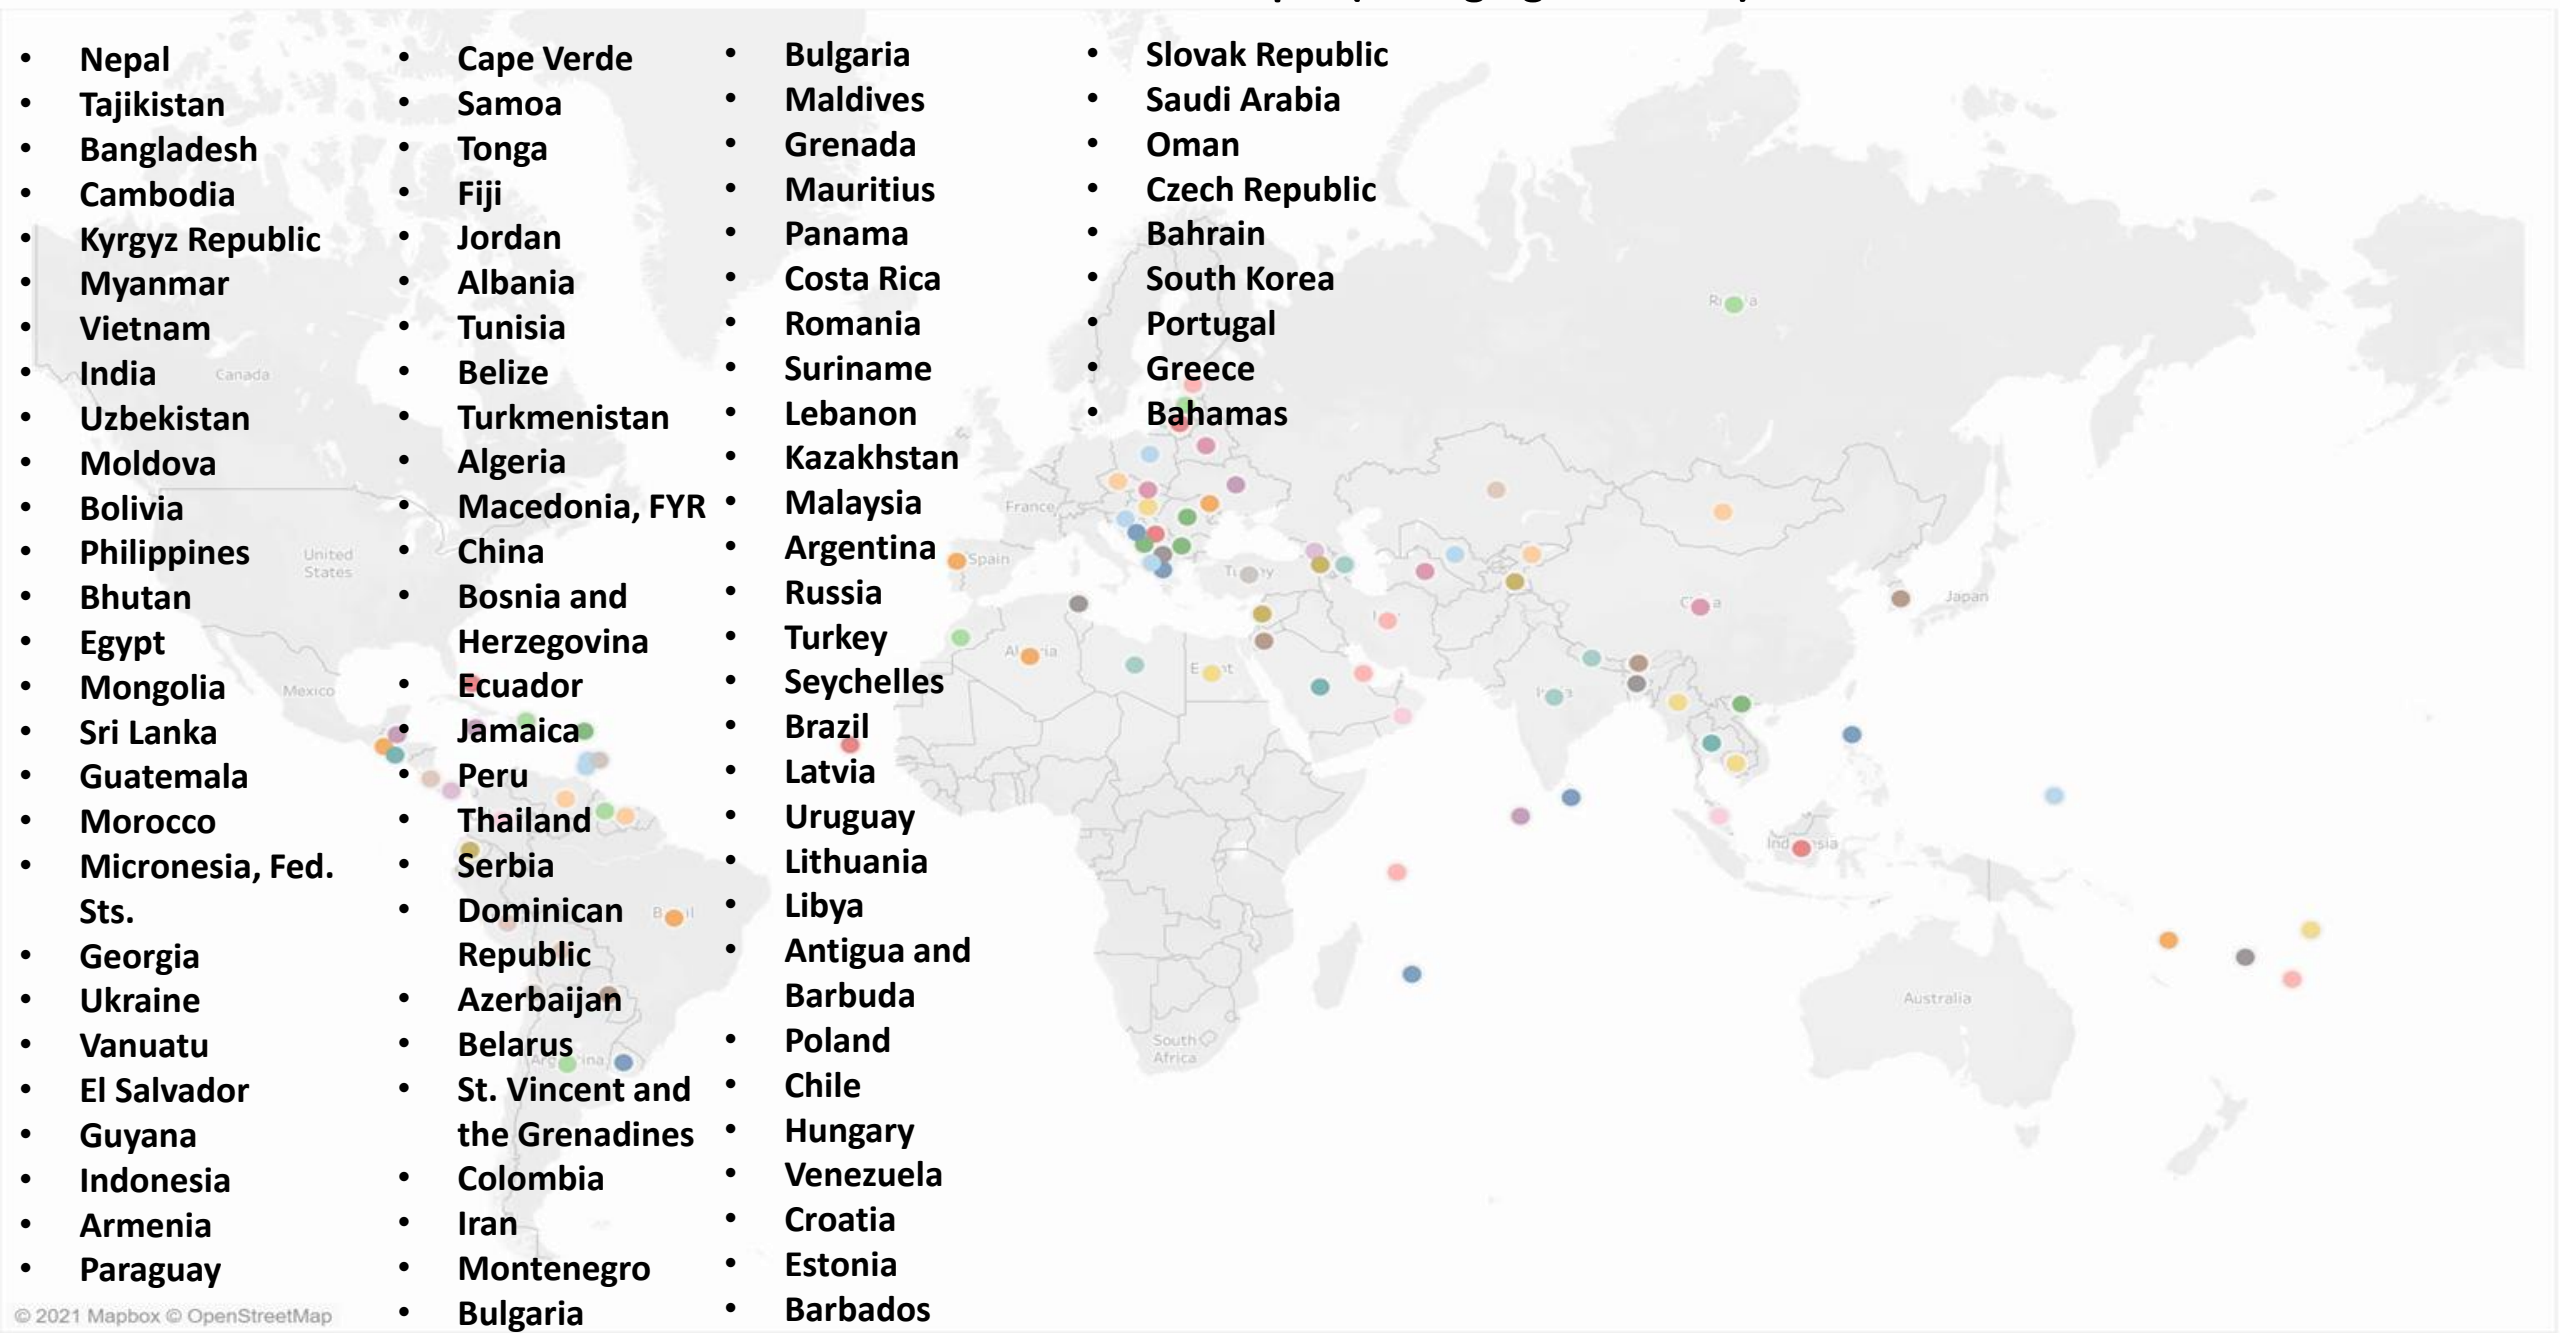 • Nepal
• Tajikistan
• Bangladesh
• Cambodia
• Kyrgyz Republic
• Myanmar
• Vietnam
• India
• Uzbekistan
• Moldova
• Bolivia
• Philippines
• Bhutan
• Egypt
• Mongolia
• Sri Lanka
• Guatemala
• Morocco
• Micronesia, Fed.
Sts.
• Georgia
• Ukraine
• Vanuatu
• El Salvador
• Guyana
• Indonesia
• Armenia
• Paraguay
• Cape Verde
• Samoa
• Tonga
• Fiji
• Jordan
• Albania
• Tunisia
• Belize
• Turkmenistan
• Algeria
• Macedonia, FYR
• China
• Bosnia and
Herzegovina
• Ecuador
• Jamaica
• Peru
• Thailand
• Serbia
• Dominican
Republic
• Azerbaijan
• Belarus
• St. Vincent and
the Grenadines
• Colombia
• Iran
• Montenegro
• Bulgaria
• Bulgaria
• Maldives
• Grenada
• Mauritius
• Panama
• Costa Rica
• Romania
• Suriname
• Lebanon
• Kazakhstan
• Malaysia
• Argentina
• Russia
• Turkey
• Seychelles
• Brazil
• Latvia
• Uruguay
• Lithuania
• Libya
• Antigua and
Barbuda
• Poland
• Chile
• Hungary
• Venezuela
• Croatia
• Estonia
• Barbados
• Slovak Republic
• Saudi Arabia
• Oman
• Czech Republic
• Bahrain
• South Korea
• Portugal
• Greece
• Bahamas
Canada
United
States
Mexico
France
Spain
Japan
South
Africa
Australia
© 2021 Mapbox © OpenStreetMap